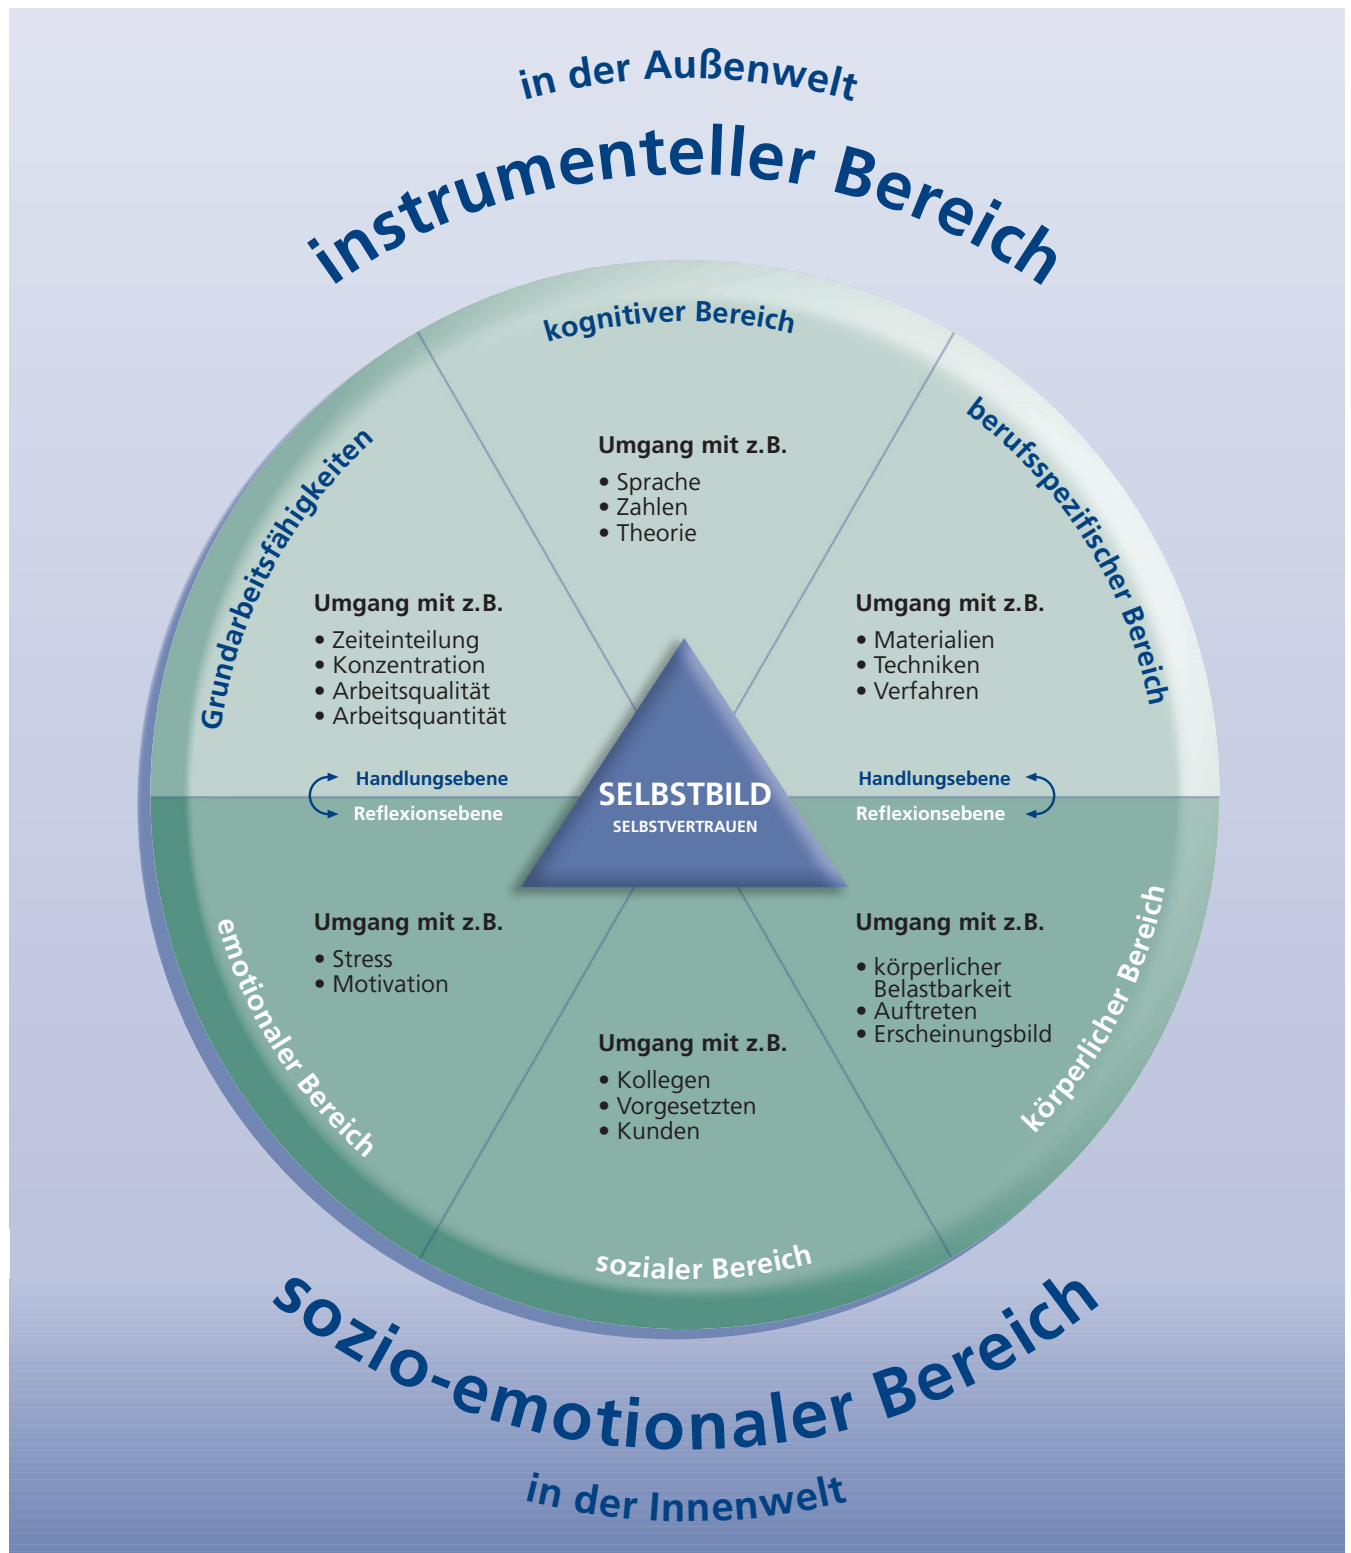 in der Außenwelt
instrumenteller Bereich
kognitiver Bereich
Umgang mit z.B.
• Sprache
• Zahlen
• Theorie
Grundarbeitsfähigkeiten
Umgang mit z.B.
• Zeiteinteilung
• Konzentration
• Arbeitsqualität
• Arbeitsquantität
berufsspezifischer Bereich
Umgang mit z.B.
• Materialien
• Techniken
• Verfahren
Handlungsebene
Reflexionsebene
SELBSTBILD
SELBSTVERTRAUEN
Handlungsebene
Reflexionsebene
emotionaler Bereich
Umgang mit z.B.
• Stress
• Motivation
Umgang mit z.B.
• Kollegen
• Vorgesetzten
• Kunden
sozialer Bereich
Umgang mit z.B.
• körperlicher
Belastbarkeit
• Auftreten
• Erscheinungsbild
körperlicher Bereich
sozio-emotionaler Bereich
in der Innenwelt